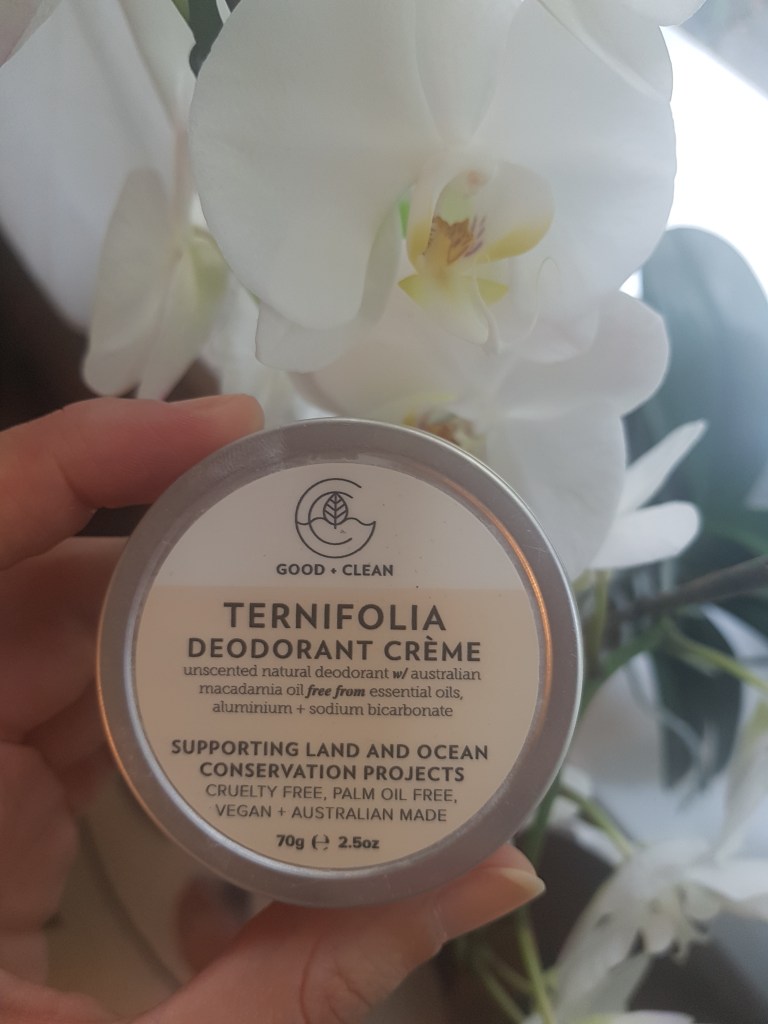 GOOD + CLEAN
TERNIFOLIA
DEODORANT CRÈME
unscented natural deodorant w/ australian
macadamia oil free from essential oils,
aluminium + sodium bicarbonate
SUPPORTING LAND AND OCEAN
CONSERVATION PROJECTS
CRUELTY FREE, PALM OIL FREE,
VEGAN + AUSTRALIAN MADE
70g ℮ 2.5oz